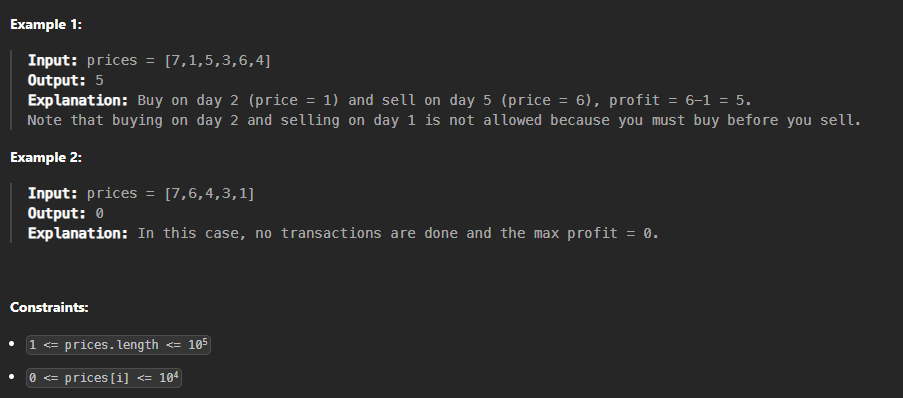 Example 1:
Input: prices = [7,1,5,3,6,4]
Output: 5
Explanation: Buy on day 2 (price = 1) and sell on day 5 (price = 6), profit = 6-1 = 5.
Note that buying on day 2 and selling on day 1 is not allowed because you must buy before you sell.
Example 2:
Input: prices = [7,6,4,3,1]
Output: 0
Explanation: In this case, no transactions are done and the max profit = 0.
Constraints:
• 1 <= prices.length <= 10⁵
• 0 <= prices[i] <= 10⁴